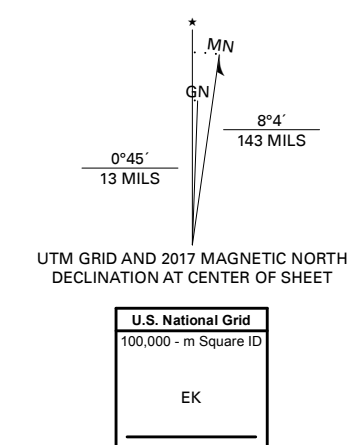 ★
MN
GN
8°4´
143 MILS
0°45´
13 MILS
UTM GRID AND 2017 MAGNETIC NORTH
DECLINATION AT CENTER OF SHEET
U.S. National Grid
100,000 - m Square ID
EK